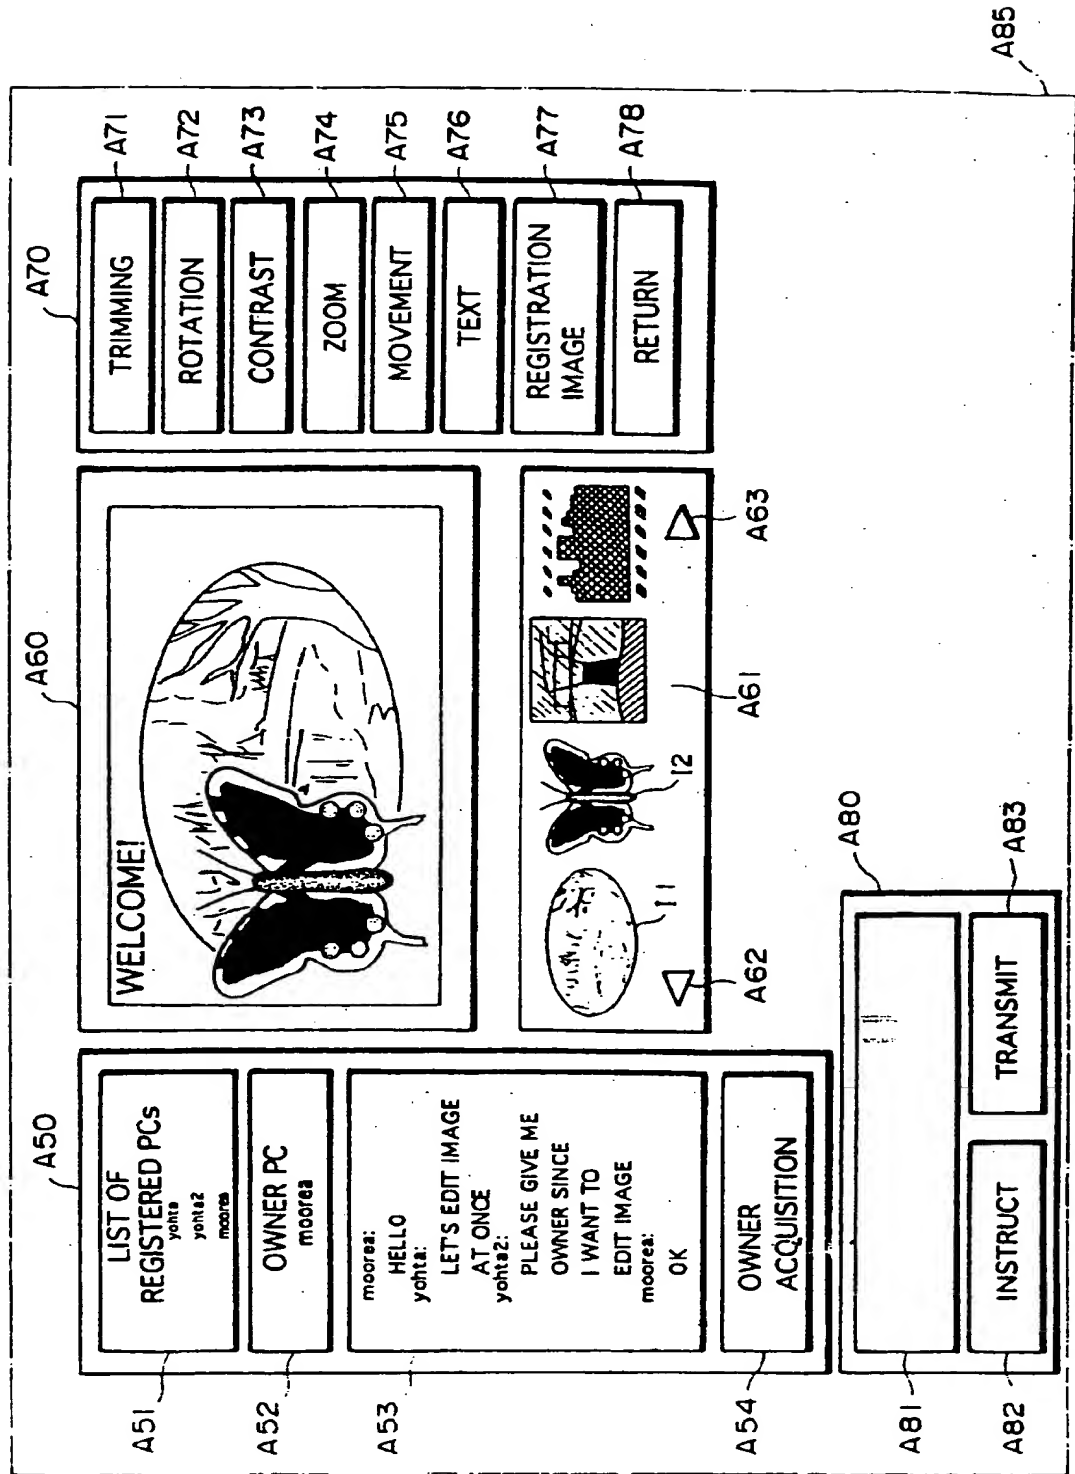 A50
A60
A70
LIST OF
REGISTERED PCs
yohta
yohta2
moorea
OWNER PC
moorea
moorea:
HELLO
yohta:
LET'S EDIT IMAGE
AT ONCE
yohta2:
PLEASE GIVE ME
OWNER SINCE
I WANT TO
EDIT IMAGE
moorea:
OK
OWNER
ACQUISITION
A51
A52
A53
A54
WELCOME!
I1
I2
A61
A62
A63
TRIMMING
ROTATION
CONTRAST
ZOOM
MOVEMENT
TEXT
REGISTRATION
IMAGE
RETURN
A71
A72
A73
A74
A75
A76
A77
A78
A80
INSTRUCT
TRANSMIT
A81
A82
A83
A85